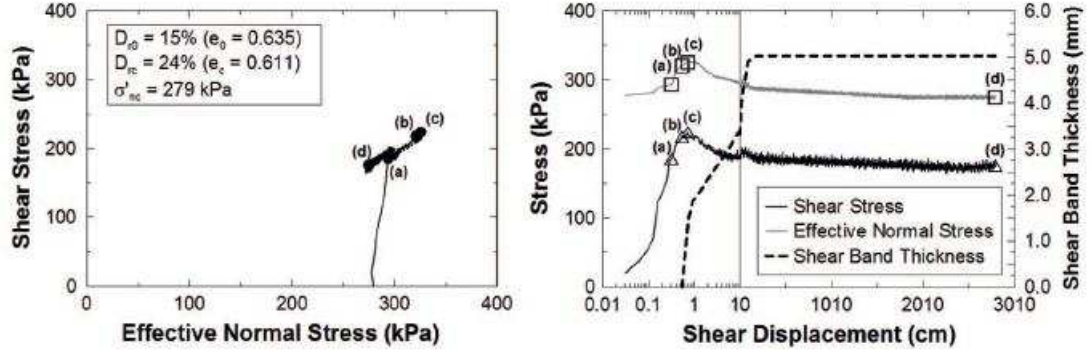 D_r0 = 15% (e_0 = 0.635)
D_rc = 24% (e_c = 0.611)
σ'_nc = 279 kPa
(b)
(c)
(d)
(a)
400
300
200
100
0
0 100 200 300 400
Shear Stress (kPa)
Effective Normal Stress (kPa)
(b) (c)
(a)
(d)
(b) (c)
(a)
(d)
Shear Stress
Effective Normal Stress
Shear Band Thickness
400
300
200
100
0
6.0
5.0
4.0
3.0
2.0
1.0
0.0
0.01 0.1 1 10 1010 2010 3010
Stress (kPa)
Shear Band Thickness (mm)
Shear Displacement (cm)